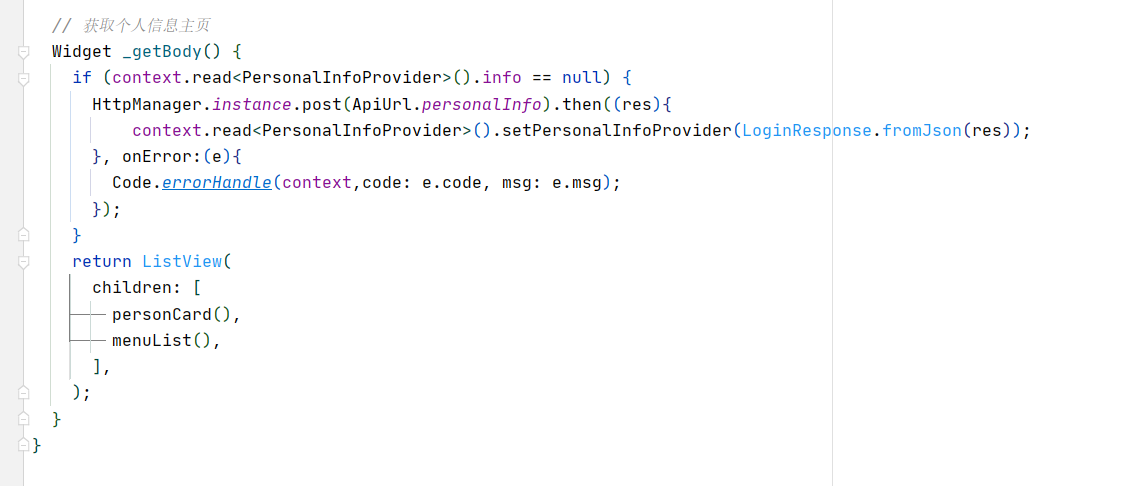 // 获取个人信息主页
Widget _getBody() {
if (context.read<PersonalInfoProvider>().info == null) {
HttpManager.instance.post(ApiUrl.personalInfo).then((res){
context.read<PersonalInfoProvider>().setPersonalInfoProvider(LoginResponse.fromJson(res));
}, onError:(e){
Code.errorHandle(context,code: e.code, msg: e.msg);
});
}
return ListView(
children: [
personCard(),
menuList(),
],
);
}
}